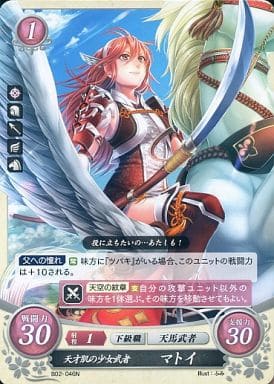 1
役に立ちたいの…あたしも！
父への憧れ 常 味方に『ツバキ』がいる場合、このユニットの戦闘力
は＋10される。
天空の紋章 支 自分の攻撃ユニット以外の
味方を1体選ぶ。その味方を移動させてもよい。
戦闘力
30
射程 1
下級職
天馬武者
支援力
30
天才肌の少女武者
マトイ
B02-046N